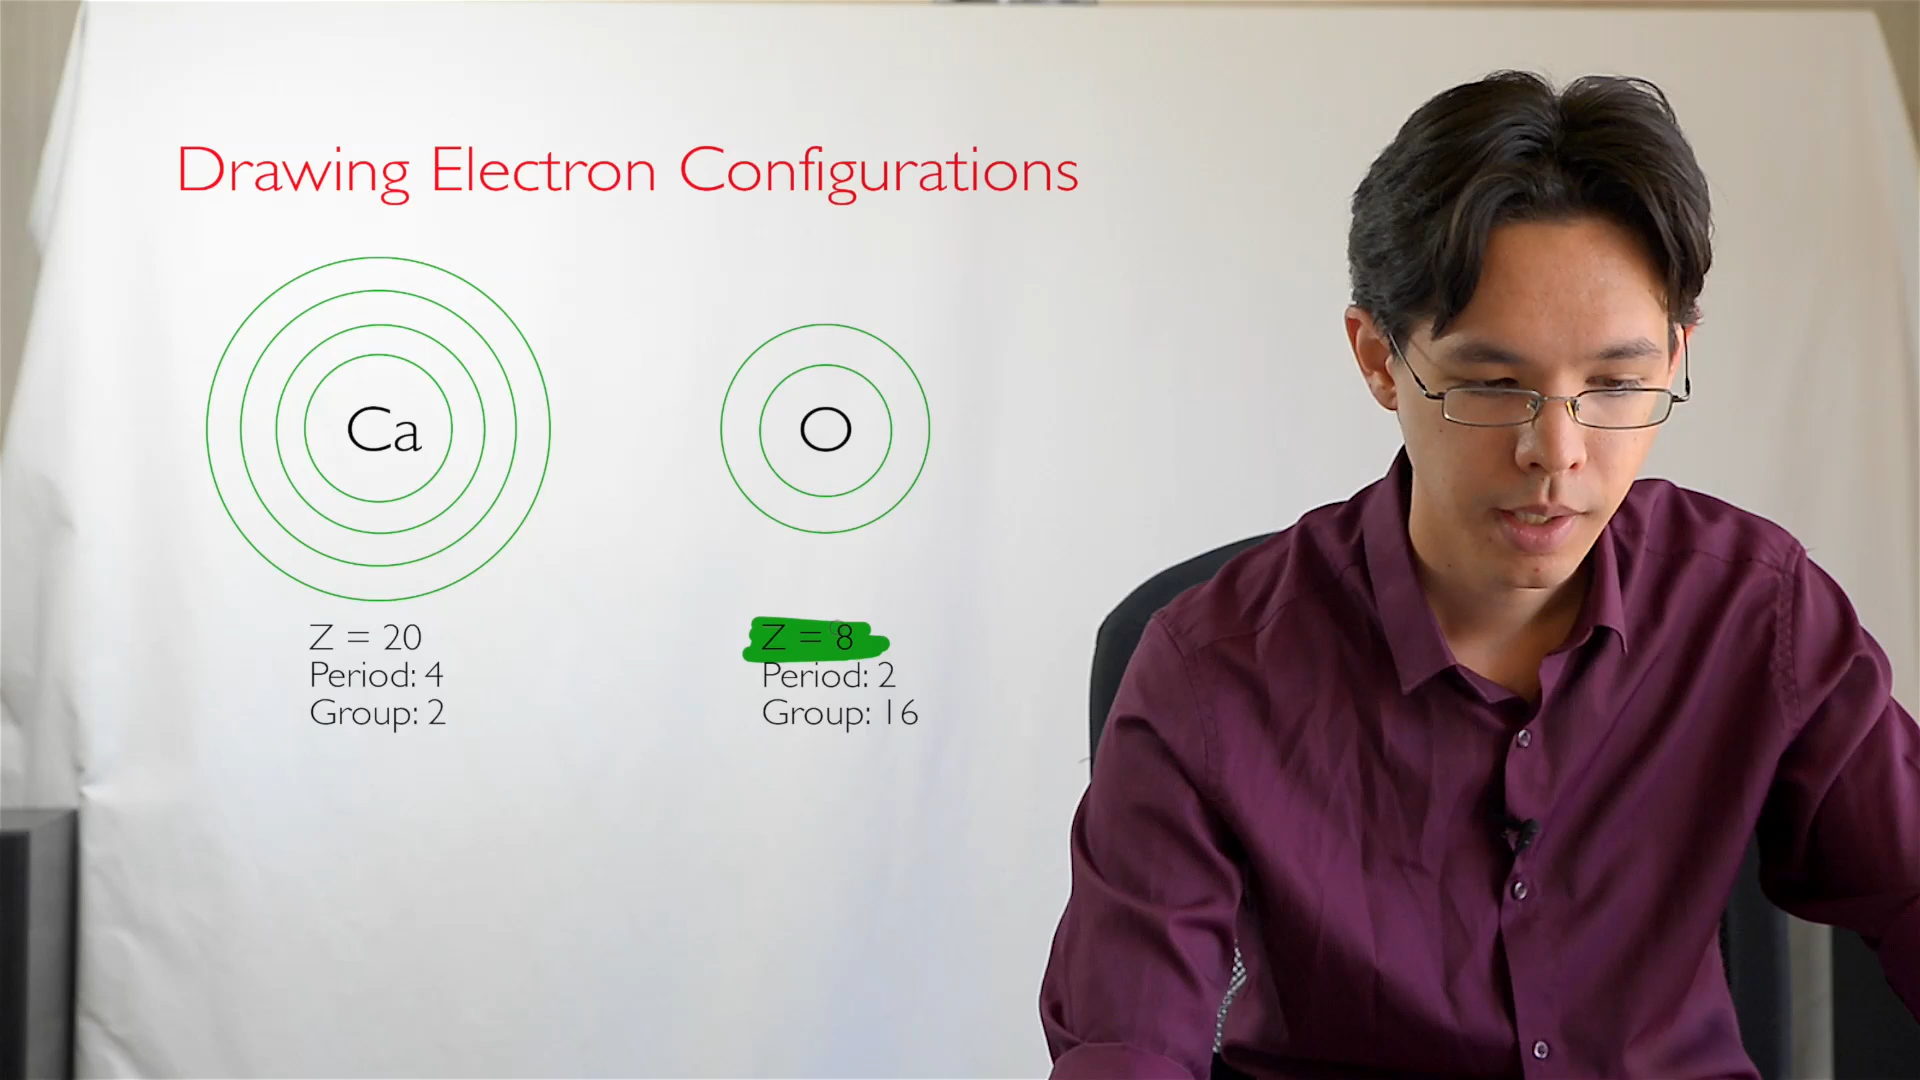 Drawing Electron Configurations
Ca
O
Z = 20
Period: 4
Group: 2
Z = 8
Period: 2
Group: 16